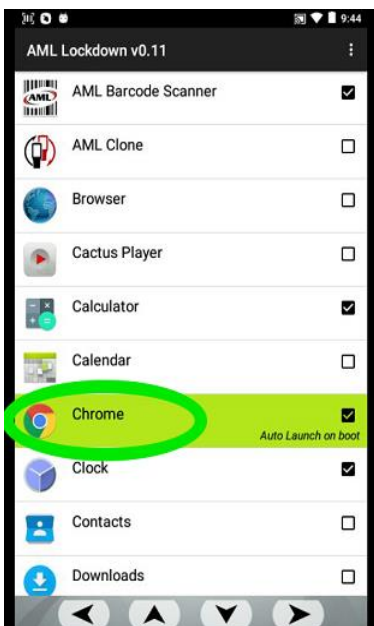 9:44
AML Lockdown v0.11
AML
AML Barcode Scanner
AML Clone
Browser
Cactus Player
Calculator
Calendar
Chrome
Auto Launch on boot
Clock
Contacts
Downloads